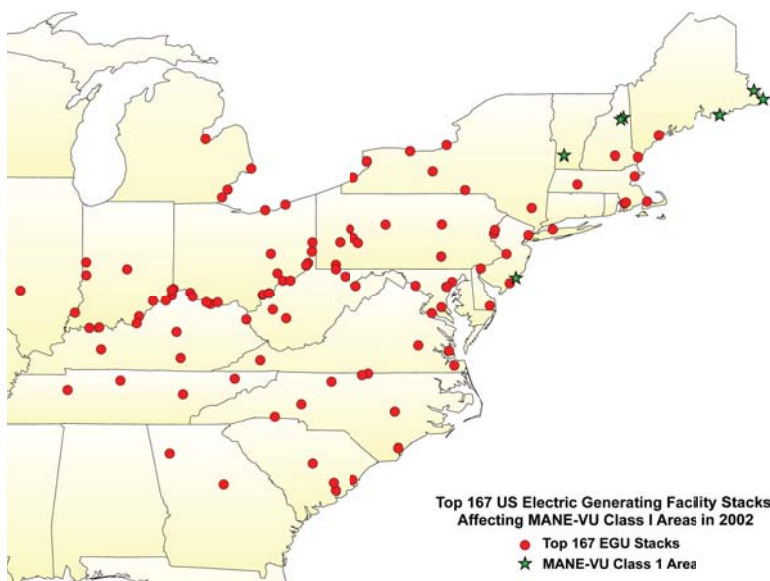 Top 167 US Electric Generating Facility Stacks
Affecting MANE-VU Class I Areas in 2002
Top 167 EGU Stacks
MANE-VU Class 1 Area